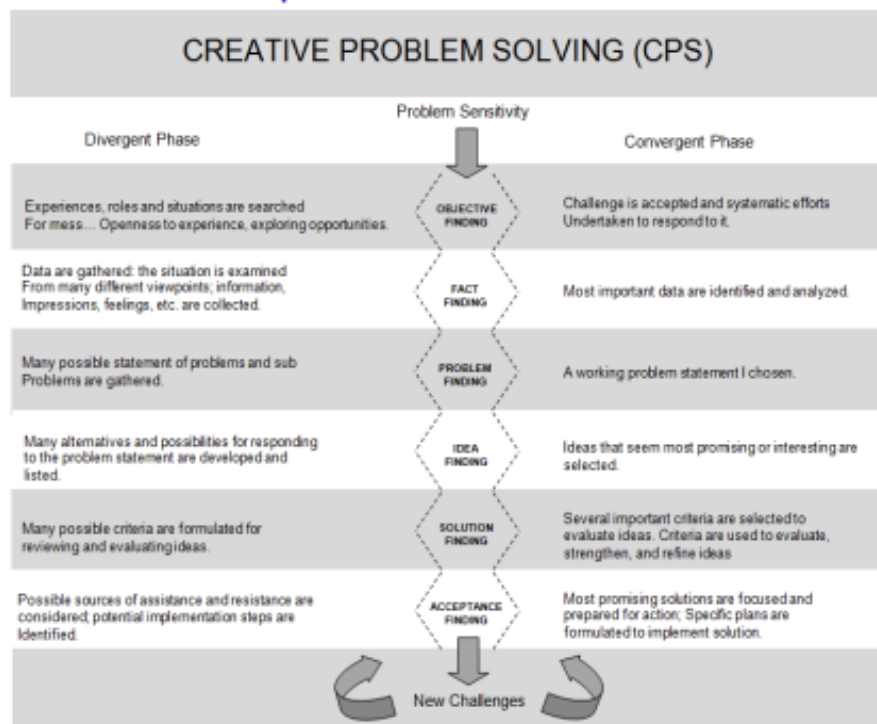 CREATIVE PROBLEM SOLVING (CPS)
Problem Sensitivity
Divergent Phase
Convergent Phase
Experiences, roles and situations are searched
For mess... Openness to experience, exploring opportunities.
OBJECTIVE
FINDING
Challenge is accepted and systematic efforts
Undertaken to respond to it.
Data are gathered: the situation is examined
From many different viewpoints; information,
Impressions, feelings, etc. are collected.
FACT
FINDING
Most important data are identified and analyzed.
Many possible statement of problems and sub
Problems are gathered.
PROBLEM
FINDING
A working problem statement I chosen.
Many alternatives and possibilities for responding
to the problem statement are developed and
listed.
IDEA
FINDING
Ideas that seem most promising or interesting are
selected.
Many possible criteria are formulated for
reviewing and evaluating ideas.
SOLUTION
FINDING
Several important criteria are selected to
evaluate ideas. Criteria are used to evaluate,
strengthen, and refine ideas
Possible sources of assistance and resistance are
considered; potential implementation steps are
Identified.
ACCEPTANCE
FINDING
Most promising solutions are focused and
prepared for action; Specific plans are
formulated to implement solution.
New Challenges